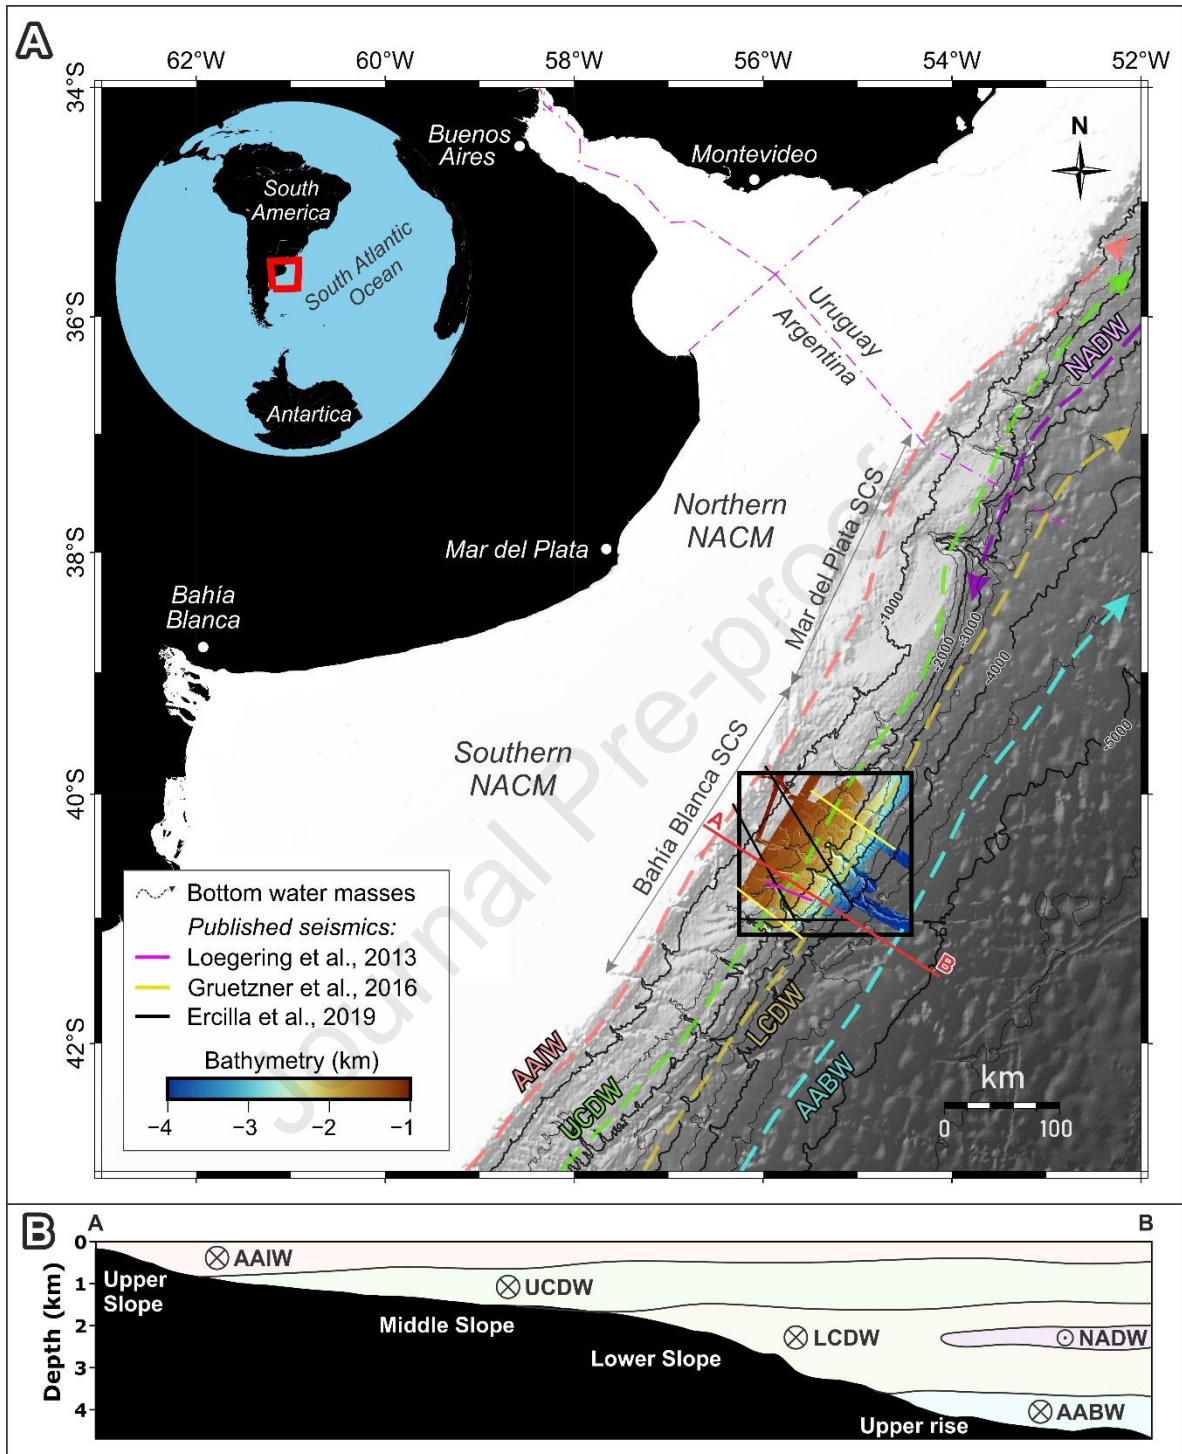 A
62°W
60°W
58°W
56°W
54°W
52°W
34°S
36°S
38°S
40°S
42°S
N
South
America
South Atlantic
Ocean
Antartica
Buenos
Aires
Montevideo
Uruguay
Argentina
NADW
Northern
NACM
Mar del Plata
Mar del Plata SCS
Bahía
Blanca
-1000
-2000
-3000
-4000
-5000
Southern
NACM
Bahía Blanca SCS
A
B
AAIW
UCDW
LCDW
AABW
Journal Pre-proof
Bottom water masses
Published seismics:
Loegering et al., 2013
Gruetzner et al., 2016
Ercilla et al., 2019
Bathymetry (km)
−4
−3
−2
−1
km
0
100
B
A
B
Depth (km)
0
1
2
3
4
AAIW
Upper
Slope
UCDW
Middle Slope
LCDW
NADW
Lower Slope
AABW
Upper rise